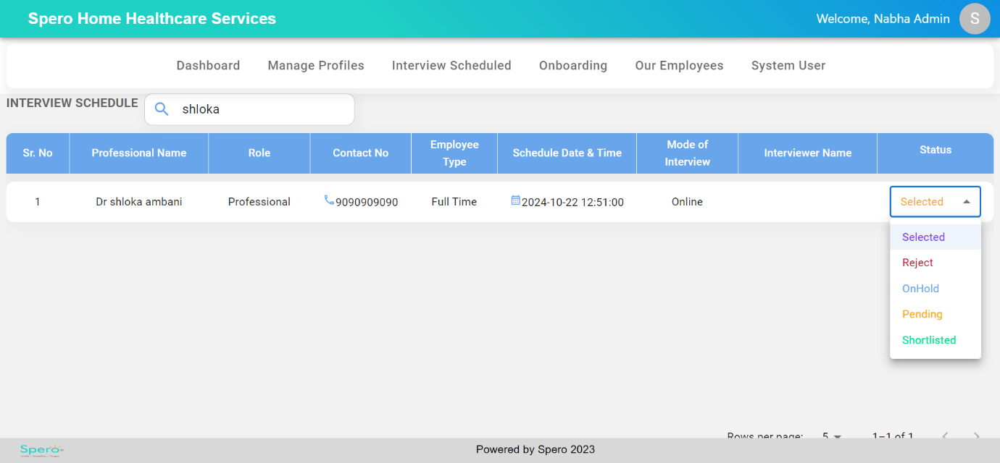 Spero Home Healthcare Services
Welcome, Nabha Admin
S
Dashboard Manage Profiles Interview Scheduled Onboarding Our Employees System User
INTERVIEW SCHEDULE
shloka
Sr. No Professional Name Role Contact No Employee Type Schedule Date & Time Mode of Interview Interviewer Name Status
1 Dr shloka ambani Professional 9090909090 Full Time 2024-10-22 12:51:00 Online Selected
Selected
Reject
OnHold
Pending
Shortlisted
Rows per page: 5 1–1 of 1
Spero
Powered by Spero 2023